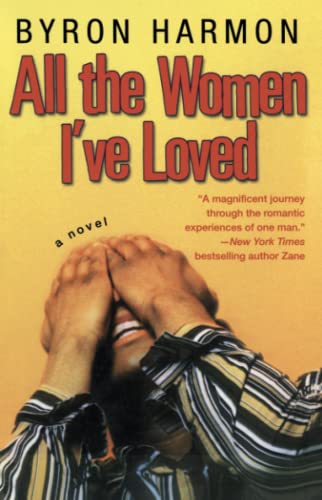 BYRON HARMON
All the Women
I've Loved
"A magnificent journey
through the romantic
experiences of one man."
—New York Times
bestselling author Zane
a novel